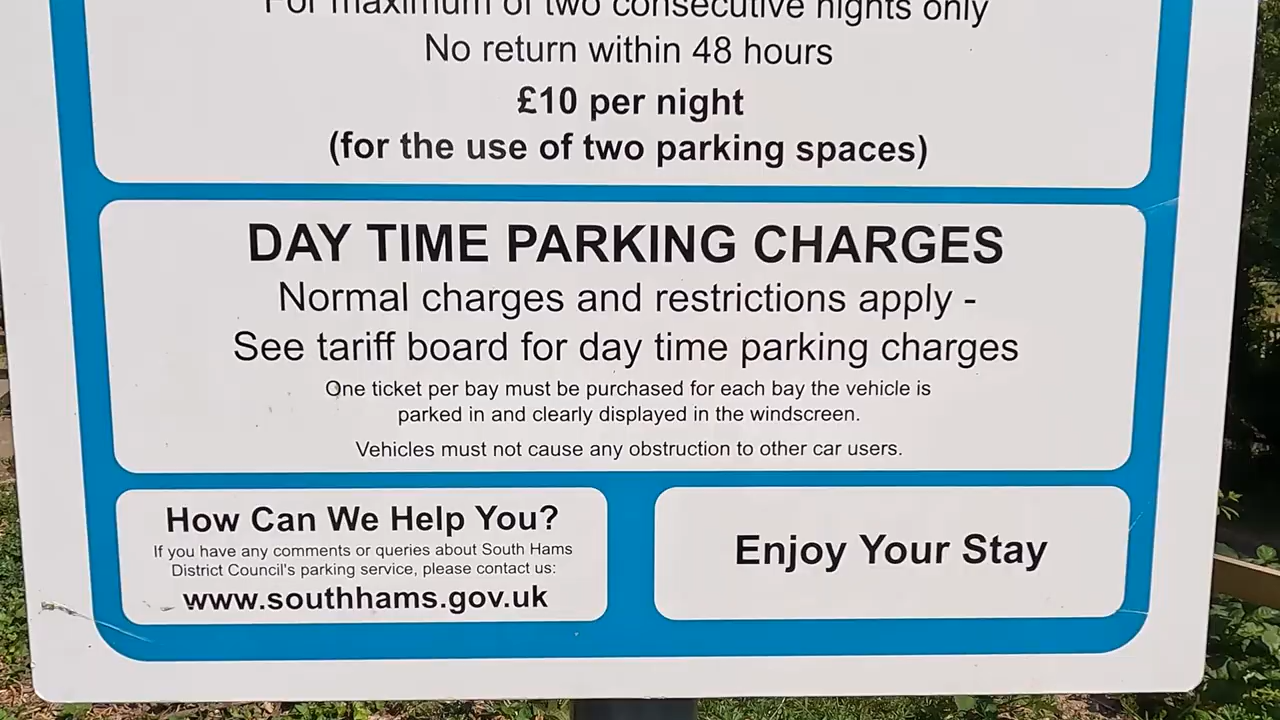 For maximum of two consecutive nights only
No return within 48 hours
£10 per night
(for the use of two parking spaces)
DAY TIME PARKING CHARGES
Normal charges and restrictions apply -
See tariff board for day time parking charges
One ticket per bay must be purchased for each bay the vehicle is
parked in and clearly displayed in the windscreen.
Vehicles must not cause any obstruction to other car users.
How Can We Help You?
If you have any comments or queries about South Hams
District Council's parking service, please contact us:
www.southhams.gov.uk
Enjoy Your Stay